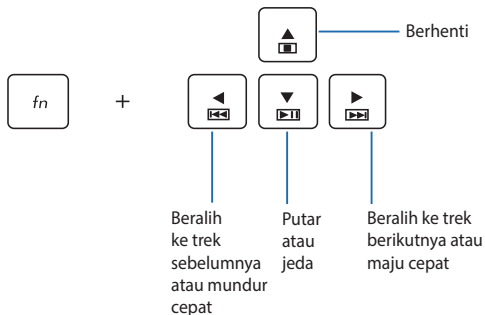 Berhenti
fn +
Beralih
ke trek
sebelumnya
atau mundur
cepat
Putar
atau
jeda
Beralih ke trek
berikutnya atau
maju cepat